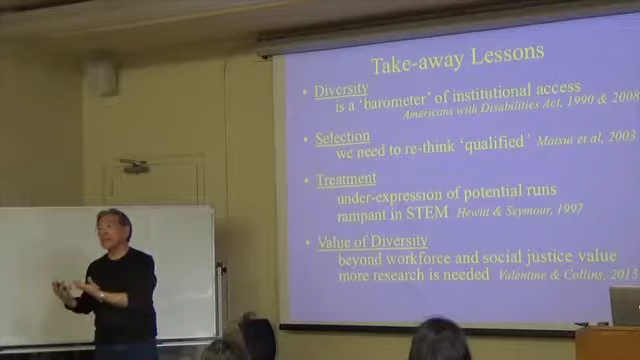 Take-away Lessons
• Diversity
is a 'barometer' of institutional access
Americans with Disabilities Act, 1990 & 2008
• Selection
we need to re-think 'qualified' Matsui et al, 2003
• Treatment
under-expression of potential runs
rampant in STEM Hewitt & Seymour, 1997
• Value of Diversity
beyond workforce and social justice value
more research is needed Valentine & Collins, 2015